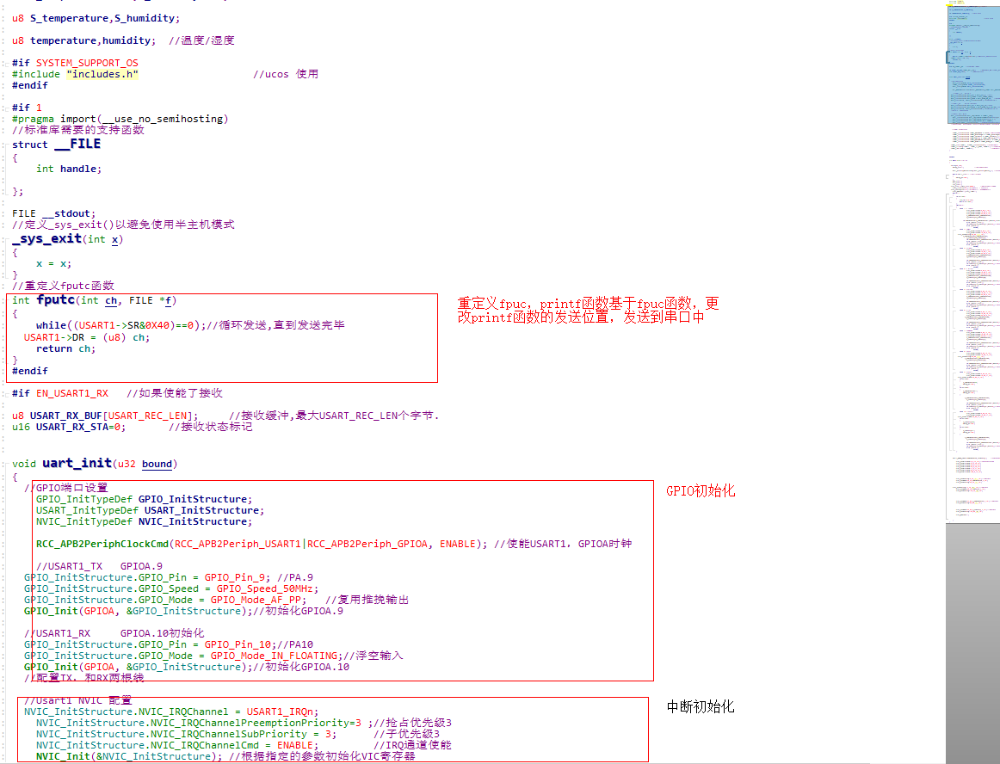 u8 S_temperature,S_humidity;
u8 temperature,humidity;  //温度/湿度
#if SYSTEM_SUPPORT_OS
#include "includes.h"                   //ucos 使用
#endif
#if 1
#pragma import(__use_no_semihosting)
//标准库需要的支持函数
struct __FILE
{
    int handle;
};
FILE __stdout;
//定义_sys_exit()以避免使用半主机模式
_sys_exit(int x)
{
    x = x;
}
//重定义fputc函数
int fputc(int ch, FILE *f)
{
    while((USART1->SR&0X40)==0);//循环发送,直到发送完毕
  USART1->DR = (u8) ch;
    return ch;
}
#endif
重定义fpuc，printf函数基于fpuc函数，更
改printf函数的发送位置，发送到串口中
#if EN_USART1_RX   //如果使能了接收
u8 USART_RX_BUF[USART_REC_LEN];     //接收缓冲,最大USART_REC_LEN个字节.
u16 USART_RX_STA=0;       //接收状态标记
void uart_init(u32 bound)
{
  //GPIO端口设置
    GPIO_InitTypeDef GPIO_InitStructure;
    USART_InitTypeDef USART_InitStructure;
    NVIC_InitTypeDef NVIC_InitStructure;
    RCC_APB2PeriphClockCmd(RCC_APB2Periph_USART1|RCC_APB2Periph_GPIOA, ENABLE); //使能USART1，GPIOA时钟
    //USART1_TX   GPIOA.9
  GPIO_InitStructure.GPIO_Pin = GPIO_Pin_9; //PA.9
  GPIO_InitStructure.GPIO_Speed = GPIO_Speed_50MHz;
  GPIO_InitStructure.GPIO_Mode = GPIO_Mode_AF_PP;   //复用推挽输出
  GPIO_Init(GPIOA, &GPIO_InitStructure);//初始化GPIOA.9
  //USART1_RX     GPIOA.10初始化
  GPIO_InitStructure.GPIO_Pin = GPIO_Pin_10;//PA10
  GPIO_InitStructure.GPIO_Mode = GPIO_Mode_IN_FLOATING;//浮空输入
  GPIO_Init(GPIOA, &GPIO_InitStructure);//初始化GPIOA.10
  //配置TX，和RX两根线
GPIO初始化
  //Usart1 NVIC 配置
  NVIC_InitStructure.NVIC_IRQChannel = USART1_IRQn;
    NVIC_InitStructure.NVIC_IRQChannelPreemptionPriority=3 ;//抢占优先级3
    NVIC_InitStructure.NVIC_IRQChannelSubPriority = 3;      //子优先级3
    NVIC_InitStructure.NVIC_IRQChannelCmd = ENABLE;         //IRQ通道使能
    NVIC_Init(&NVIC_InitStructure); //根据指定的参数初始化VIC寄存器
中断初始化